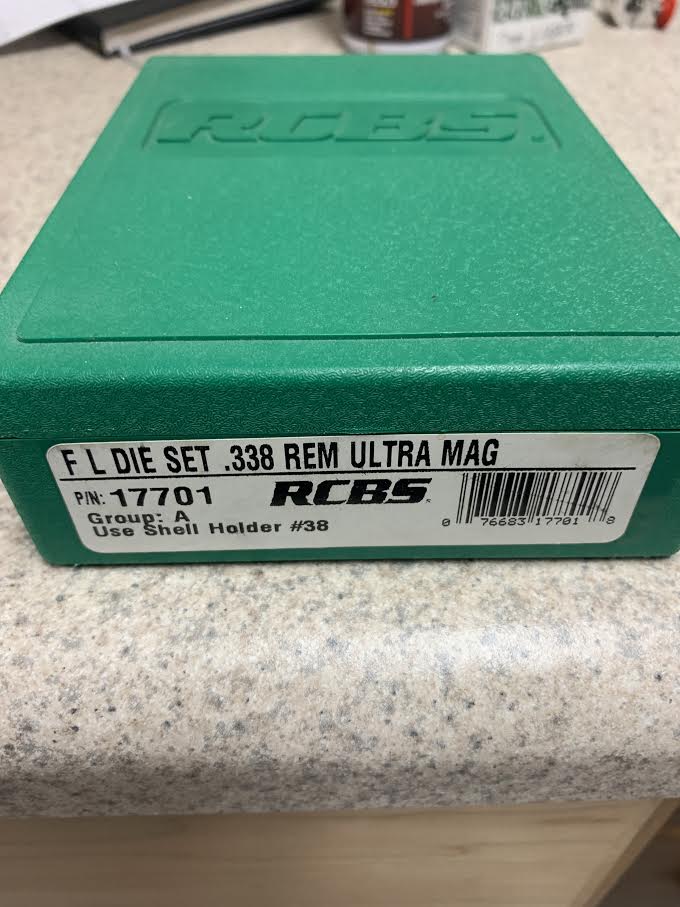 RCBS.
F L DIE SET .338 REM ULTRA MAG
P/N: 17701
RCBS
Group: A
Use Shell Holder #38
0 76683 17701 8